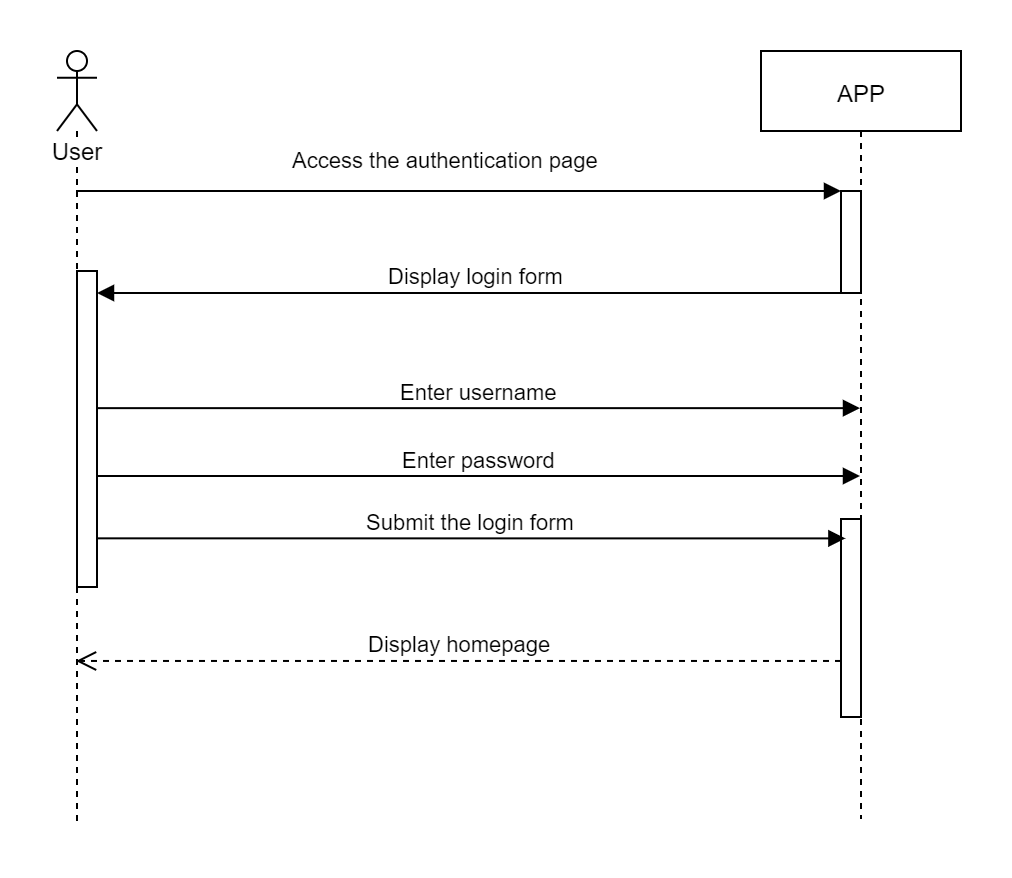 User
APP
Access the authentication page
Display login form
Enter username
Enter password
Submit the login form
Display homepage